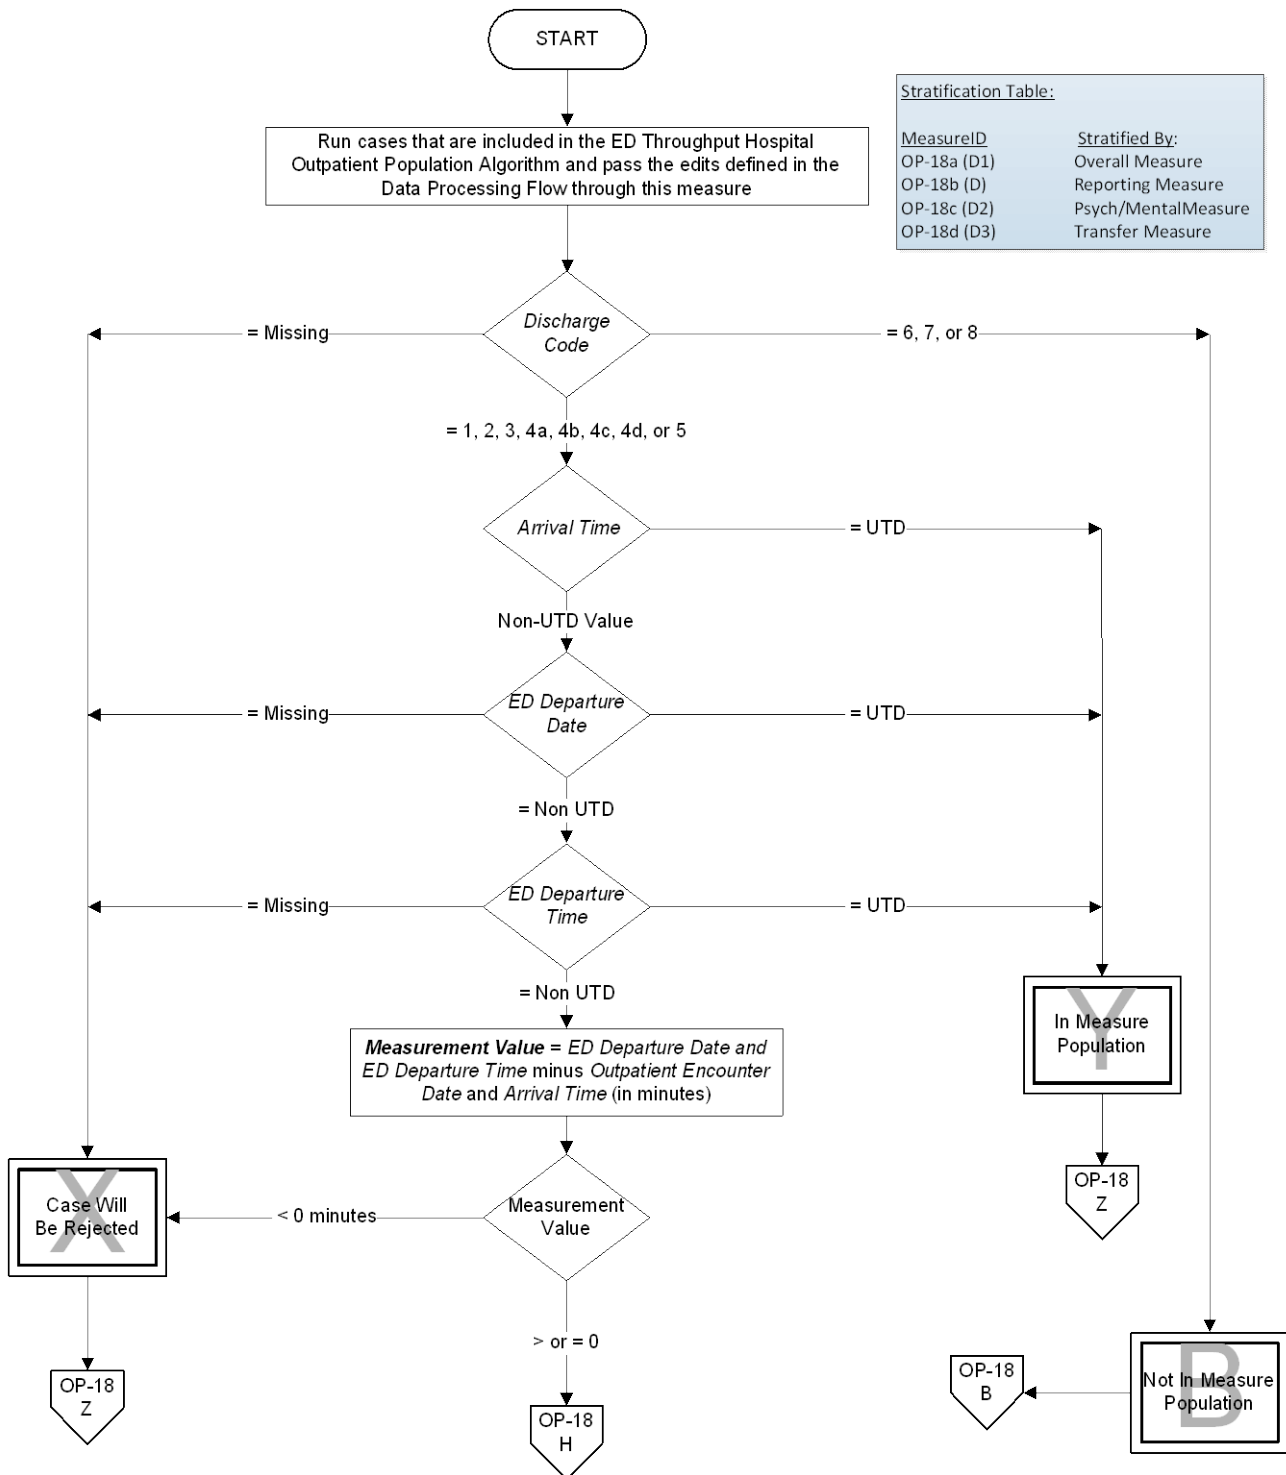 START
Stratification Table:
MeasureID Stratified By:
OP-18a (D1) Overall Measure
OP-18b (D) Reporting Measure
OP-18c (D2) Psych/MentalMeasure
OP-18d (D3) Transfer Measure
Run cases that are included in the ED Throughput Hospital
Outpatient Population Algorithm and pass the edits defined in the
Data Processing Flow through this measure
= Missing
Discharge
Code
= 6, 7, or 8
= 1, 2, 3, 4a, 4b, 4c, 4d, or 5
Arrival Time
= UTD
Non-UTD Value
= Missing
ED Departure
Date
= UTD
= Non UTD
= Missing
ED Departure
Time
= UTD
= Non UTD
Y
In Measure
Population
Measurement Value = ED Departure Date and
ED Departure Time minus Outpatient Encounter
Date and Arrival Time (in minutes)
OP-18
Z
X
Case Will
Be Rejected
< 0 minutes
Measurement
Value
> or = 0
OP-18
Z
OP-18
H
OP-18
B
B
Not In Measure
Population